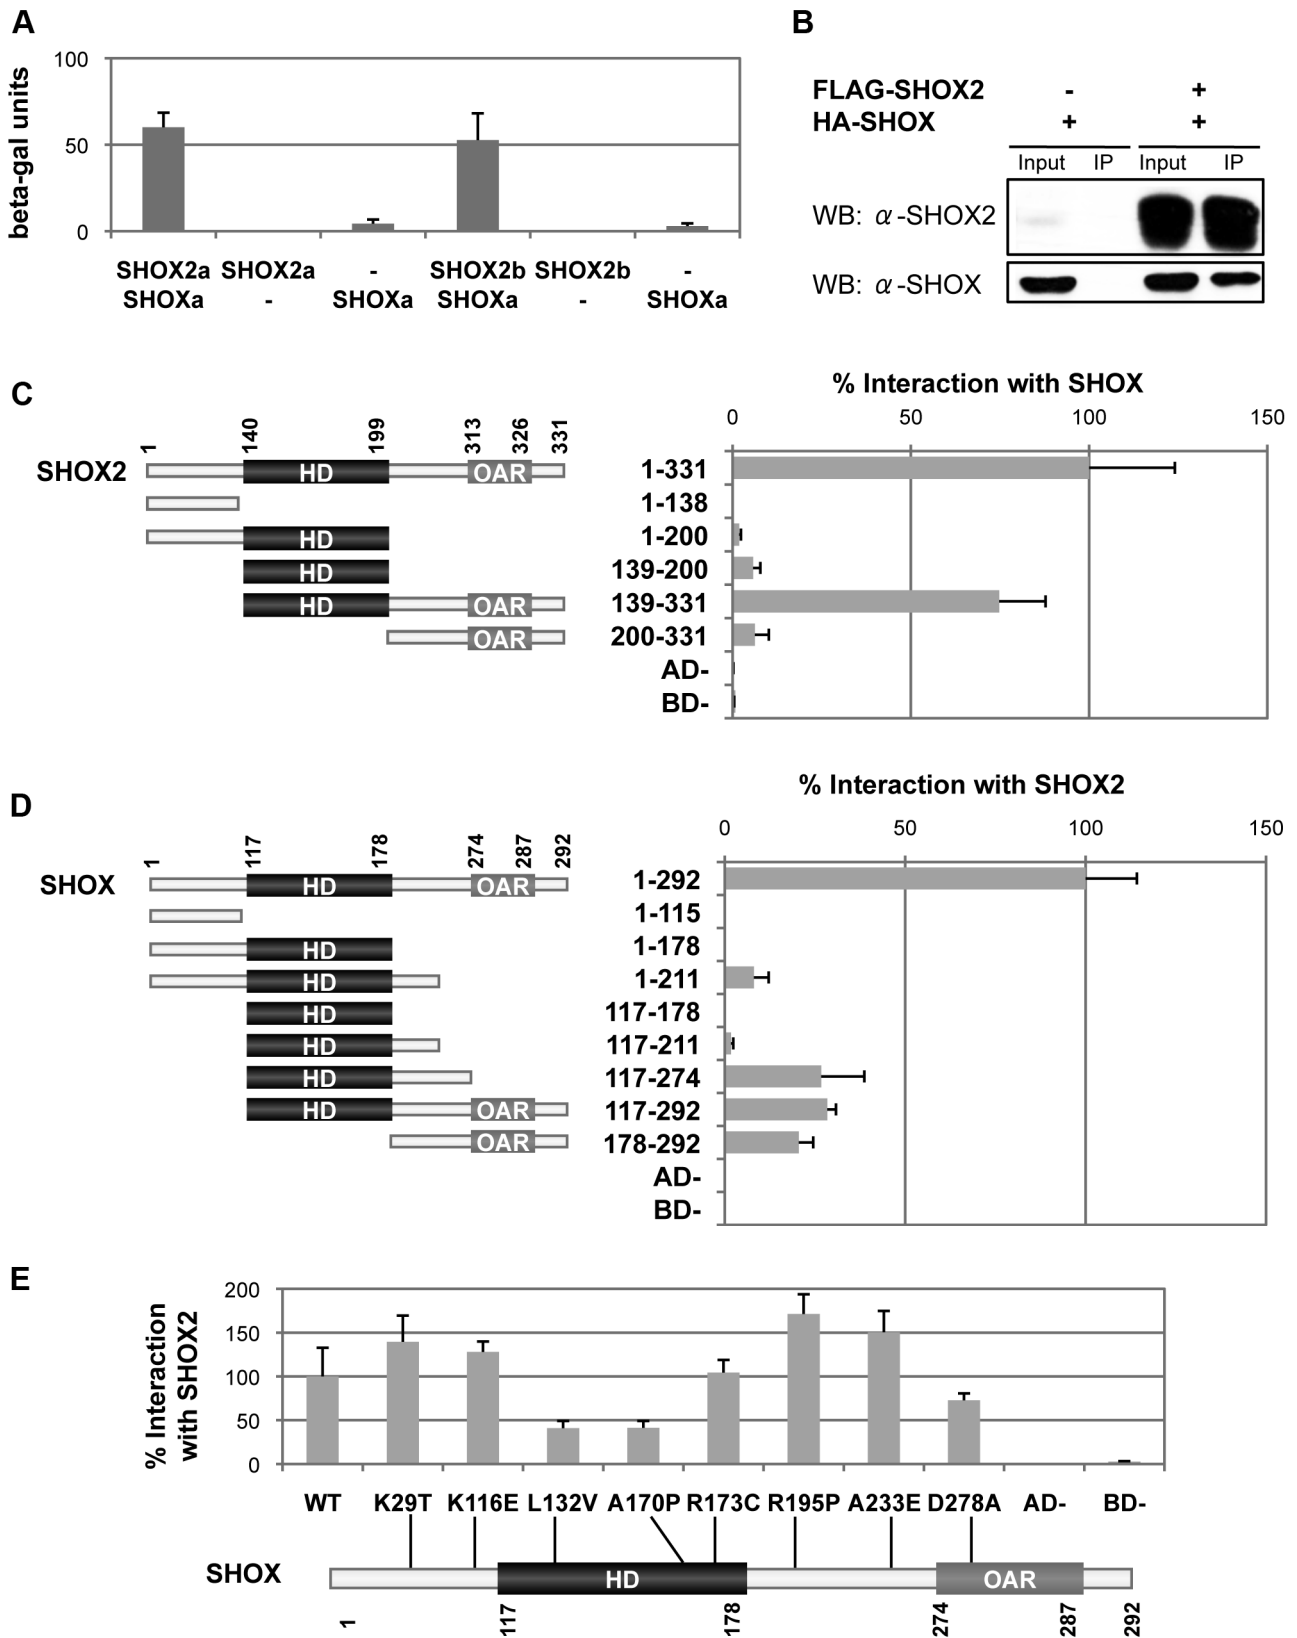 A
beta-gal units
100
50
0
SHOX2a SHOX2a - SHOX2b SHOX2b -
SHOXa - SHOXa SHOXa - SHOXa
B
FLAG-SHOX2 - +
HA-SHOX + +
Input IP Input IP
WB: α-SHOX2
WB: α-SHOX
C
% Interaction with SHOX
0 50 100 150
1 140 199 313 326 331
SHOX2 HD OAR 1-331
1-138
HD 1-200
HD 139-200
HD OAR 139-331
OAR 200-331
AD-
BD-
D
% Interaction with SHOX2
0 50 100 150
1 117 178 274 287 292
SHOX HD OAR 1-292
1-115
HD 1-178
HD 1-211
HD 117-178
HD 117-211
HD 117-274
HD OAR 117-292
OAR 178-292
AD-
BD-
E
% Interaction
with SHOX2
200
150
100
50
0
WT K29T K116E L132V A170P R173C R195P A233E D278A AD- BD-
SHOX HD OAR
1 117 178 274 287 292